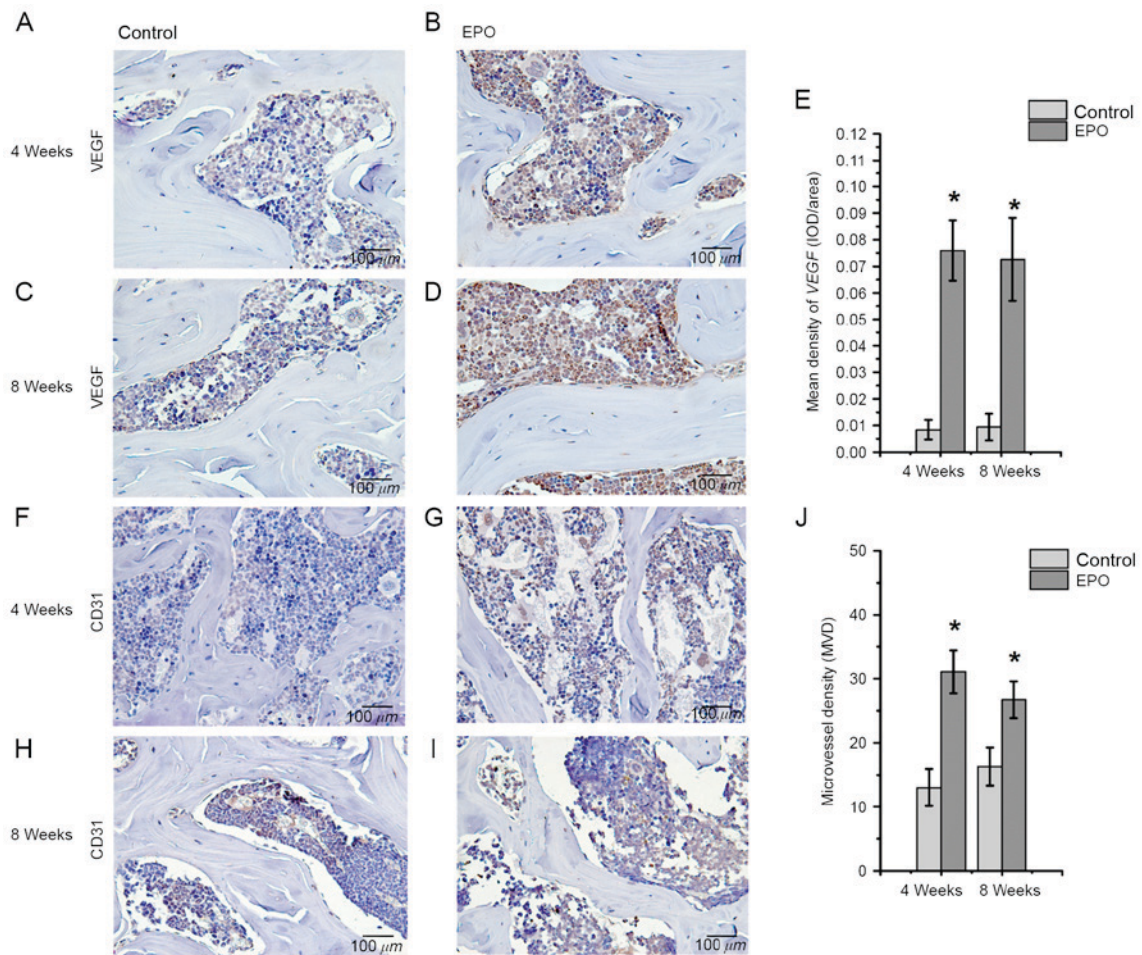 A
Control
B
EPO
4 Weeks
VEGF
100 μm
100 μm
C
D
8 Weeks
VEGF
100 μm
100 μm
E
Control
EPO
Mean density of VEGF (IOD/area)
0.12
0.11
0.10
0.09
0.08
0.07
0.06
0.05
0.04
0.03
0.02
0.01
0.00
* *
4 Weeks 8 Weeks
F
G
4 Weeks
CD31
100 μm
100 μm
H
I
8 Weeks
CD31
100 μm
100 μm
J
Control
EPO
Microvessel density (MVD)
50
40
30
20
10
0
* *
4 Weeks 8 Weeks